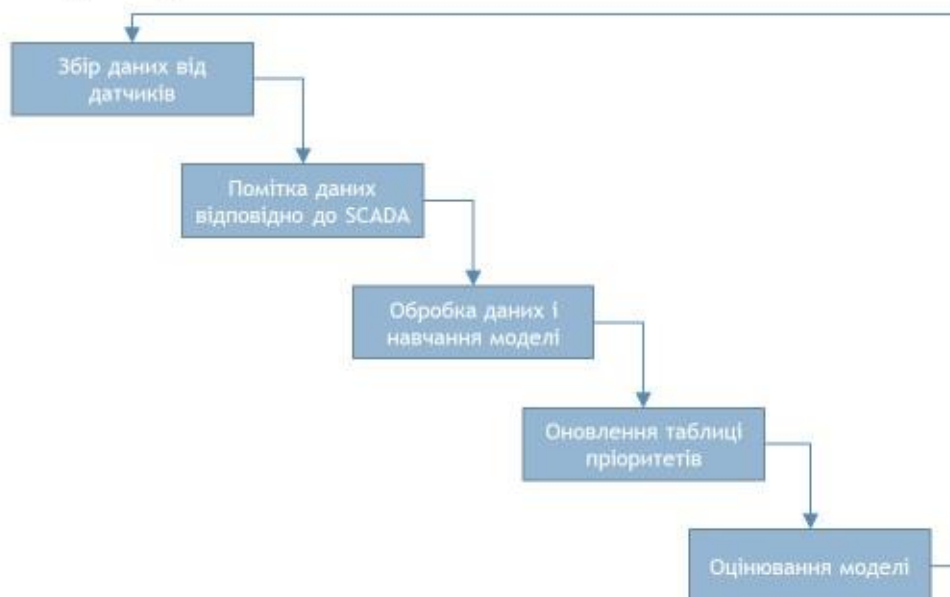 Збір даних від
датчиків
Помітка даних
відповідно до SCADA
Обробка даних і
навчання моделі
Оновлення таблиці
пріоритетів
Оцінювання моделі